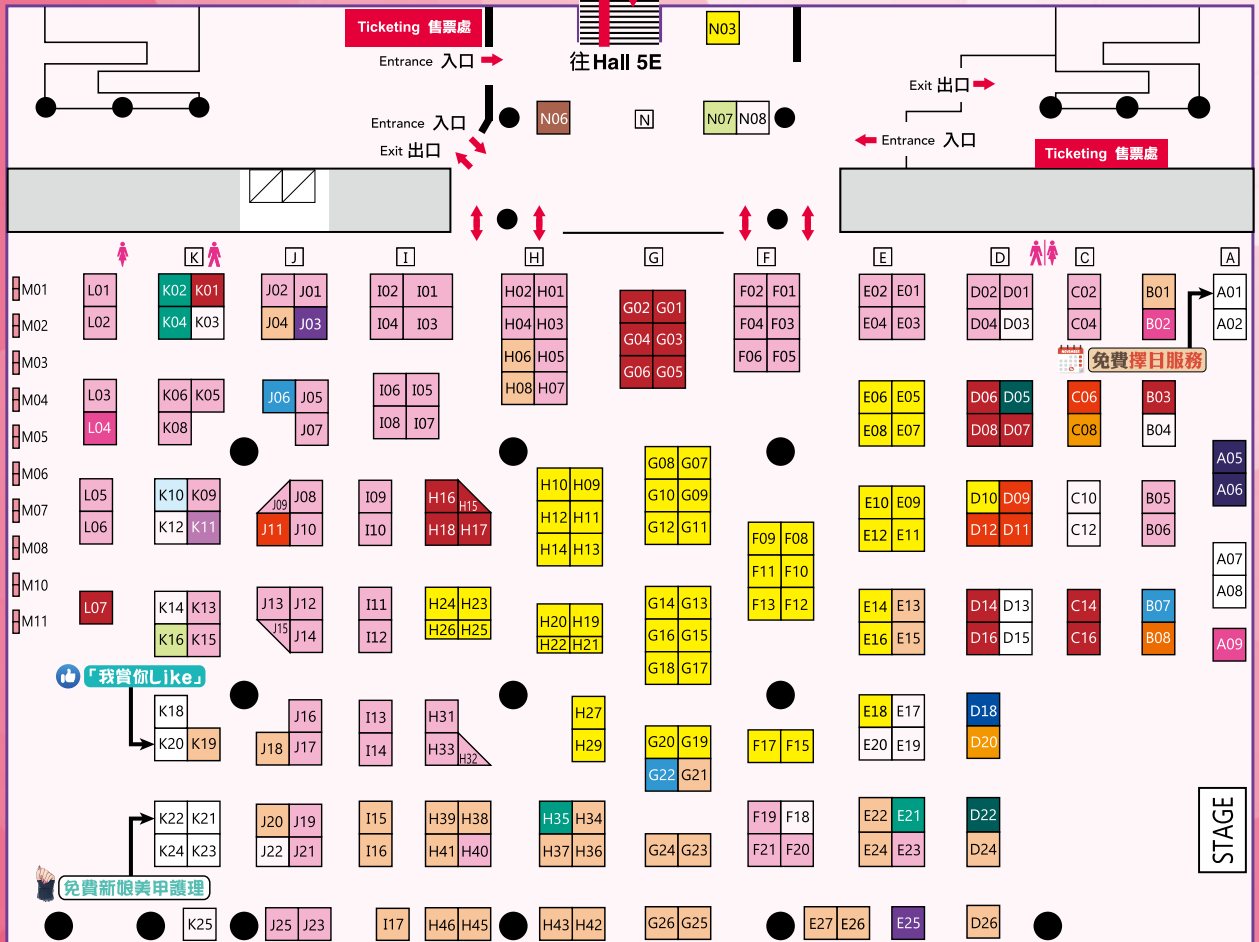 Ticketing 售票處
Entrance 入口
往Hall 5E
N03
Exit 出口
Entrance 入口
Exit 出口
N06
N
N07 N08
Entrance 入口
Ticketing 售票處
K J I H G F E D C A
M01
M02
M03
M04
M05
M06
M07
M08
M10
M11
L01
L02
L03
L04
L05
L06
L07
K02 K01
K04 K03
K06 K05
K08
K10 K09
K12 K11
K14 K13
K16 K15
「我嘗你Like」
K18
K20 K19
K22 K21
K24 K23
免費新娘美甲護理
K25
J02 J01
J04 J03
J06 J05
J07
J09 J08
J11 J10
J13 J12
J15 J14
J16
J18 J17
J20 J19
J22 J21
J25 J23
I02 I01
I04 I03
I06 I05
I08 I07
I09
I10
I11
I12
I13
I14
I15
I16
I17
H02 H01
H04 H03
H06 H05
H08 H07
H16 H15
H18 H17
H10 H09
H12 H11
H14 H13
H24 H23
H26 H25
H20 H19
H22 H21
H31
H33 H32
H27
H29
H39 H38
H41 H40
H35 H34
H37 H36
H46 H45
H43 H42
G02 G01
G04 G03
G06 G05
G08 G07
G10 G09
G12 G11
G14 G13
G16 G15
G18 G17
G20 G19
G22 G21
G24 G23
G26 G25
F02 F01
F04 F03
F06 F05
F09 F08
F11 F10
F13 F12
F17 F15
F19 F18
F21 F20
E02 E01
E04 E03
E06 E05
E08 E07
E10 E09
E12 E11
E14 E13
E16 E15
E18 E17
E20 E19
E22 E21
E24 E23
E27 E26
E25
D02 D01
D04 D03
D06 D05
D08 D07
D10 D09
D12 D11
D14 D13
D16 D15
D18
D20
D22
D24
D26
C02
C04
C06
C08
C10
C12
C14
C16
B01
B02
免費擇日服務
NOVEMBER
B03
B04
B05
B06
B07
B08
A01
A02
A05
A06
A07
A08
A09
STAGE